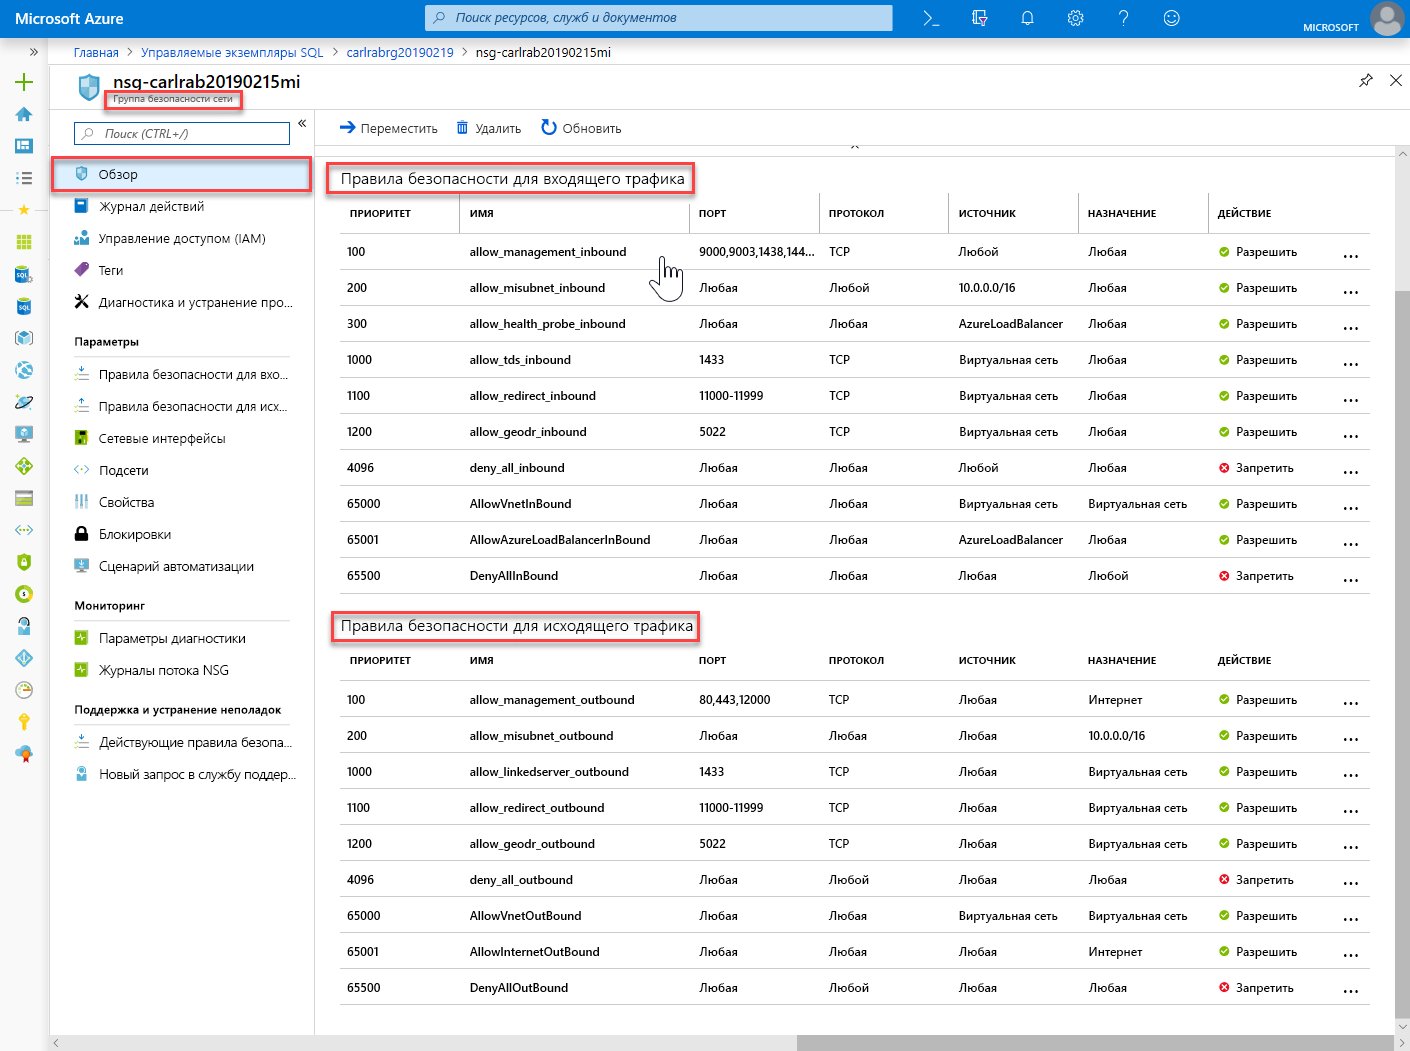 Microsoft Azure
Поиск ресурсов, служб и документов
MICROSOFT
Главная > Управляемые экземпляры SQL > carlrabrg20190219 > nsg-carlrab20190215mi
nsg-carlrab20190215mi
Группа безопасности сети
Поиск (CTRL+/)
Переместить Удалить Обновить
Обзор
Журнал действий
Управление доступом (IAM)
Теги
Диагностика и устранение про...
Параметры
Правила безопасности для вхо...
Правила безопасности для исх...
Сетевые интерфейсы
Подсети
Свойства
Блокировки
Сценарий автоматизации
Мониторинг
Параметры диагностики
Журналы потока NSG
Поддержка и устранение неполадок
Действующие правила безопа...
Новый запрос в службу поддер...
Правила безопасности для входящего трафика
ПРИОРИТЕТ ИМЯ ПОРТ ПРОТОКОЛ ИСТОЧНИК НАЗНАЧЕНИЕ ДЕЙСТВИЕ
100 allow_management_inbound 9000,9003,1438,144... TCP Любой Любая Разрешить ...
200 allow_misubnet_inbound Любая Любой 10.0.0.0/16 Любая Разрешить ...
300 allow_health_probe_inbound Любая Любая AzureLoadBalancer Любая Разрешить ...
1000 allow_tds_inbound 1433 TCP Виртуальная сеть Любая Разрешить ...
1100 allow_redirect_inbound 11000-11999 TCP Виртуальная сеть Любая Разрешить ...
1200 allow_geodr_inbound 5022 TCP Виртуальная сеть Любая Разрешить ...
4096 deny_all_inbound Любая Любая Любой Любая Запретить ...
65000 AllowVnetInBound Любая Любая Виртуальная сеть Виртуальная сеть Разрешить ...
65001 AllowAzureLoadBalancerInBound Любая Любая AzureLoadBalancer Любая Разрешить ...
65500 DenyAllInBound Любая Любая Любая Любой Запретить ...
Правила безопасности для исходящего трафика
ПРИОРИТЕТ ИМЯ ПОРТ ПРОТОКОЛ ИСТОЧНИК НАЗНАЧЕНИЕ ДЕЙСТВИЕ
100 allow_management_outbound 80,443,12000 TCP Любая Интернет Разрешить ...
200 allow_misubnet_outbound Любая Любая Любая 10.0.0.0/16 Разрешить ...
1000 allow_linkedserver_outbound 1433 TCP Любая Виртуальная сеть Разрешить ...
1100 allow_redirect_outbound 11000-11999 TCP Любая Виртуальная сеть Разрешить ...
1200 allow_geodr_outbound 5022 TCP Любая Виртуальная сеть Разрешить ...
4096 deny_all_outbound Любая Любой Любая Любая Запретить ...
65000 AllowVnetOutBound Любая Любая Виртуальная сеть Виртуальная сеть Разрешить ...
65001 AllowInternetOutBound Любая Любая Любая Интернет Разрешить ...
65500 DenyAllOutBound Любая Любой Любая Любая Запретить ...